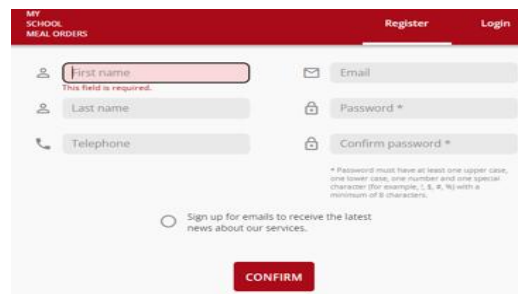 MY
SCHOOL
MEAL ORDERS
Register
Login
First name
This field is required.
Email
Last name
Password *
Telephone
Confirm password *
* Password must have at least one upper case,
one lower case, one number and one special
character (for example, !, $, #, %) with a
minimum of 8 characters.
Sign up for emails to receive the latest
news about our services.
CONFIRM